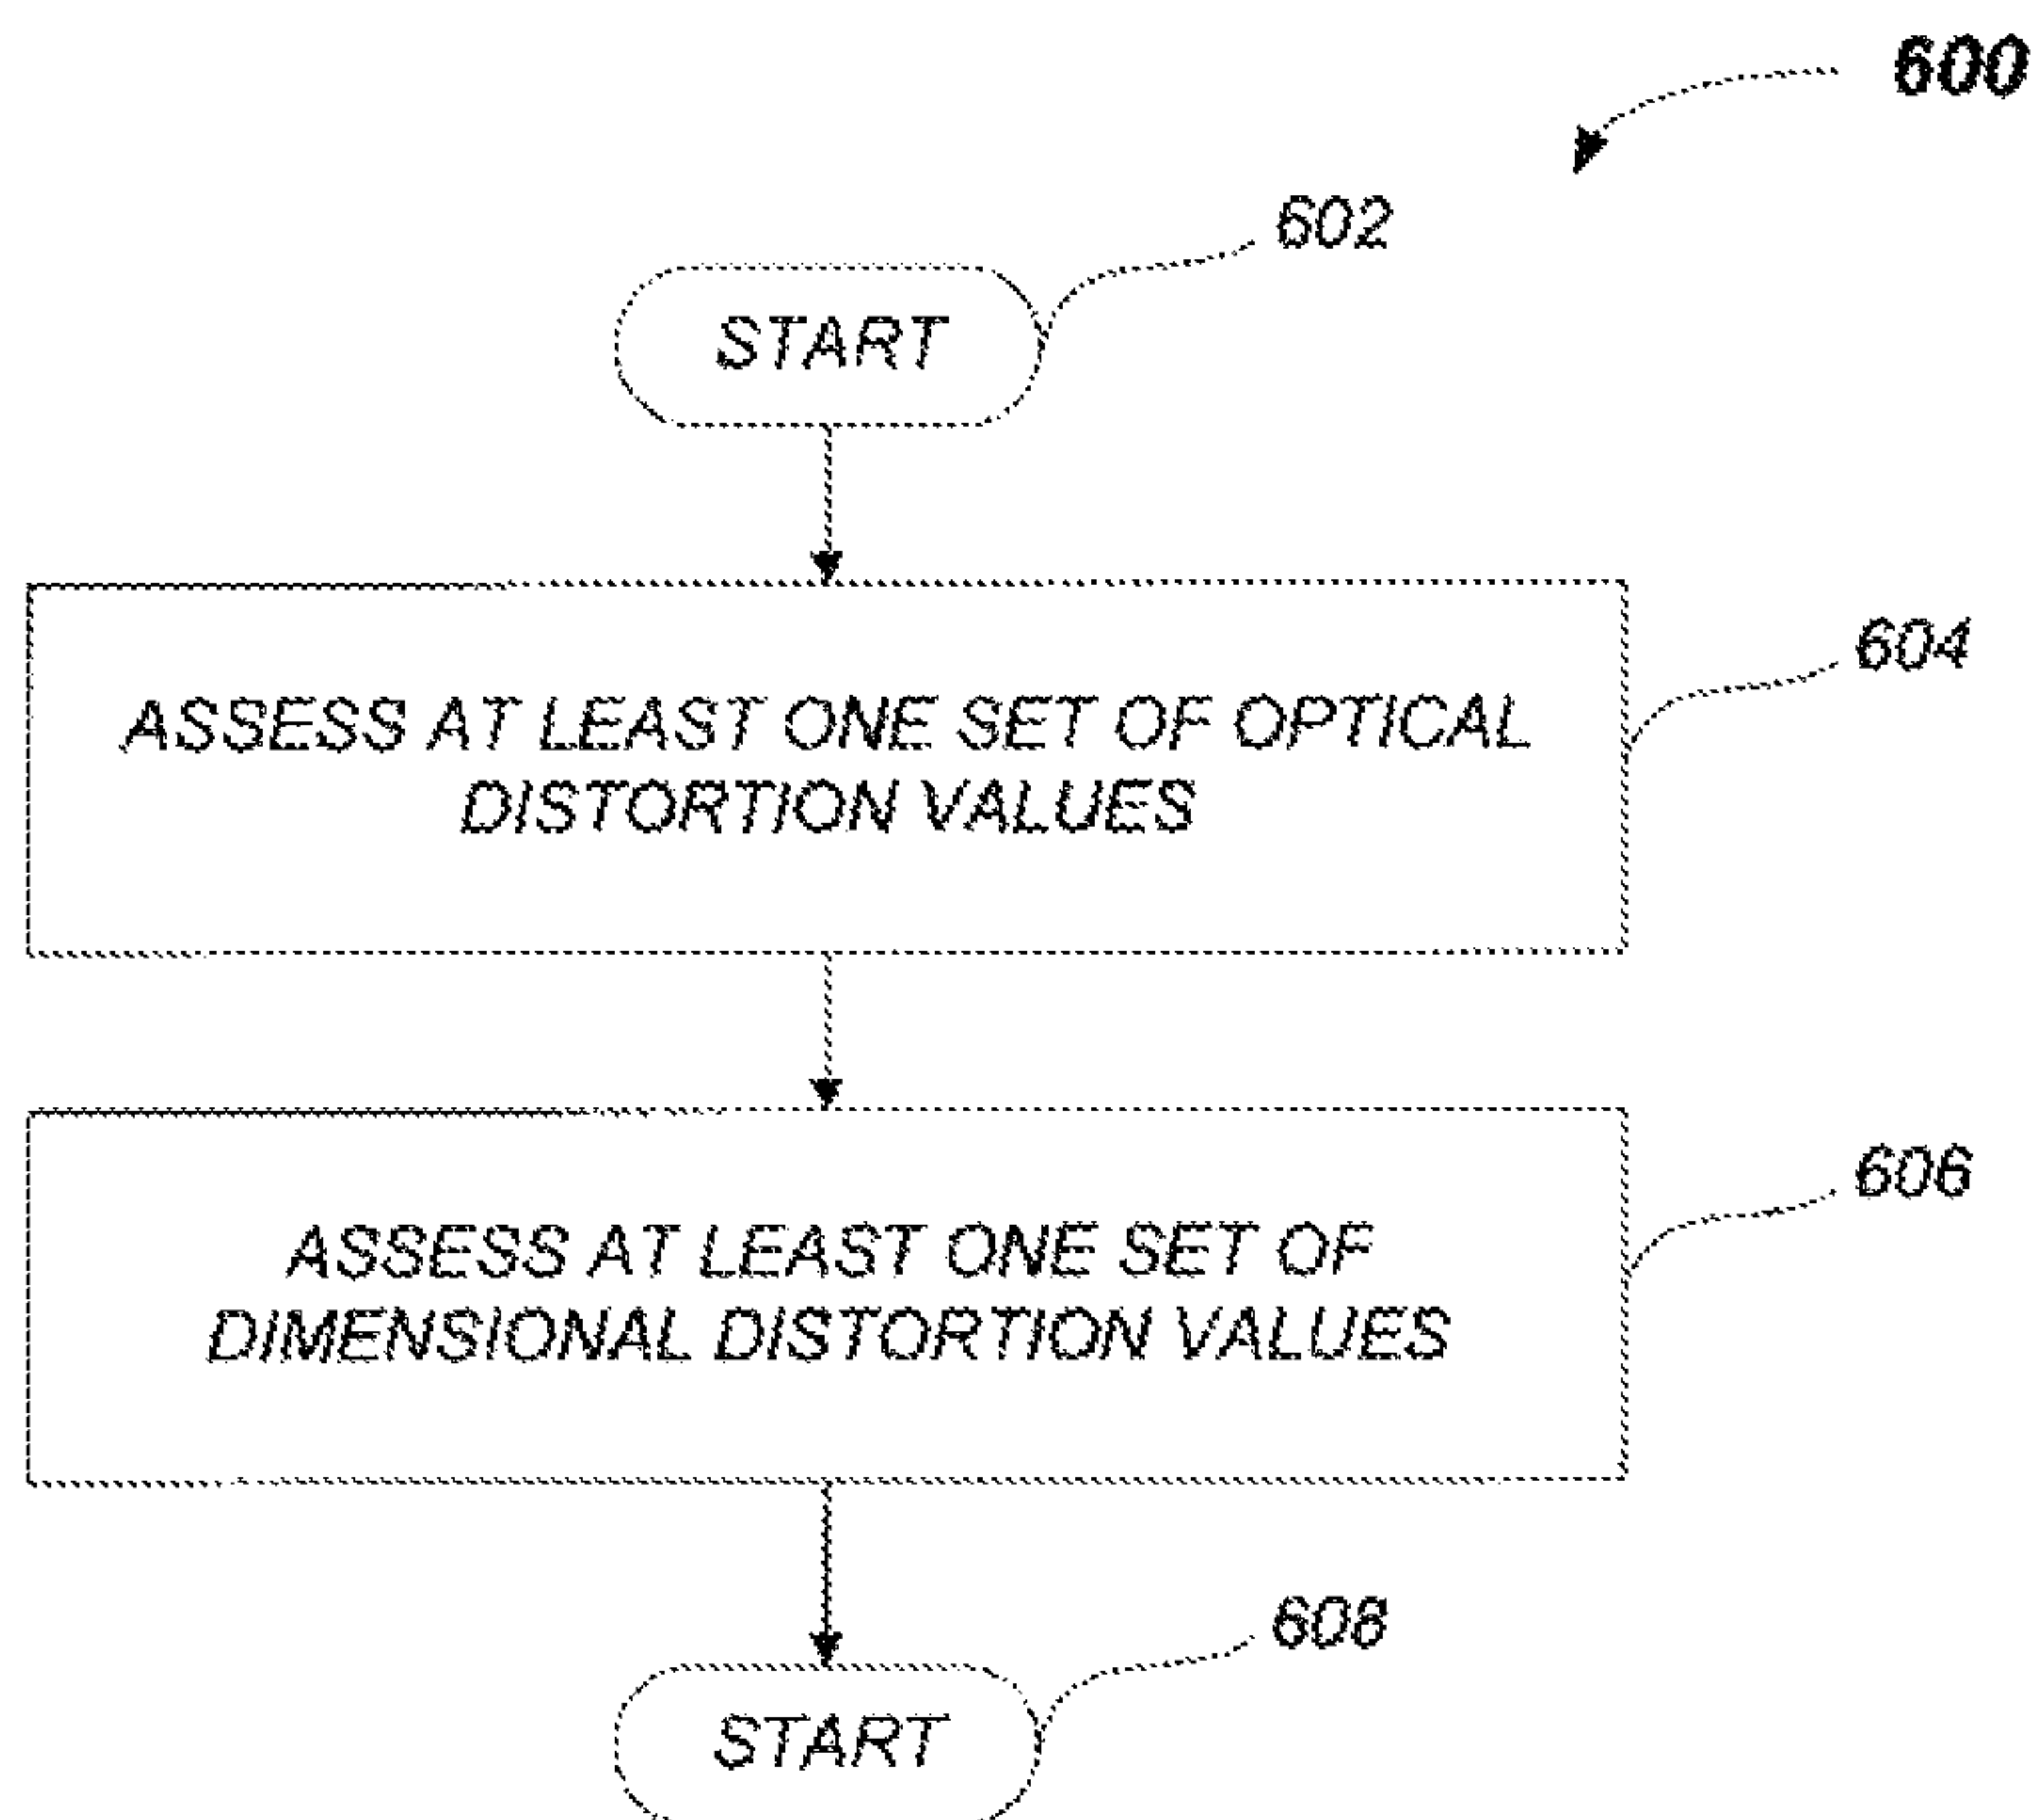 600
602
START
604
ASSESS AT LEAST ONE SET OF OPTICAL
DISTORTION VALUES
606
ASSESS AT LEAST ONE SET OF
DIMENSIONAL DISTORTION VALUES
608
START